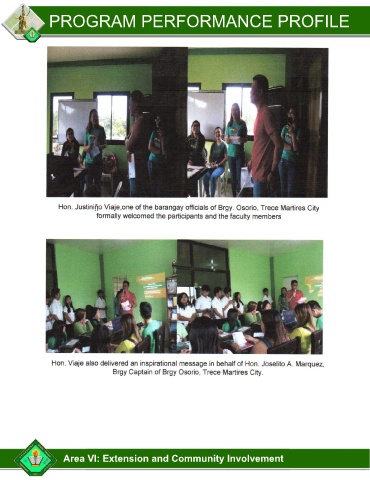 PROGRAM PERFORMANCE PROFILE
Hon. Justiniño Viaje,one of the barangay officials of Brgy. Osorio, Trece Martires City
formally welcomed the participants and the faculty members
Hon. Viaje also delivered an inspirational message in behalf of Hon. Joselito A. Marquez,
Brgy Captain of Brgy Osorio, Trece Martires City.
Area VI: Extension and Community Involvement